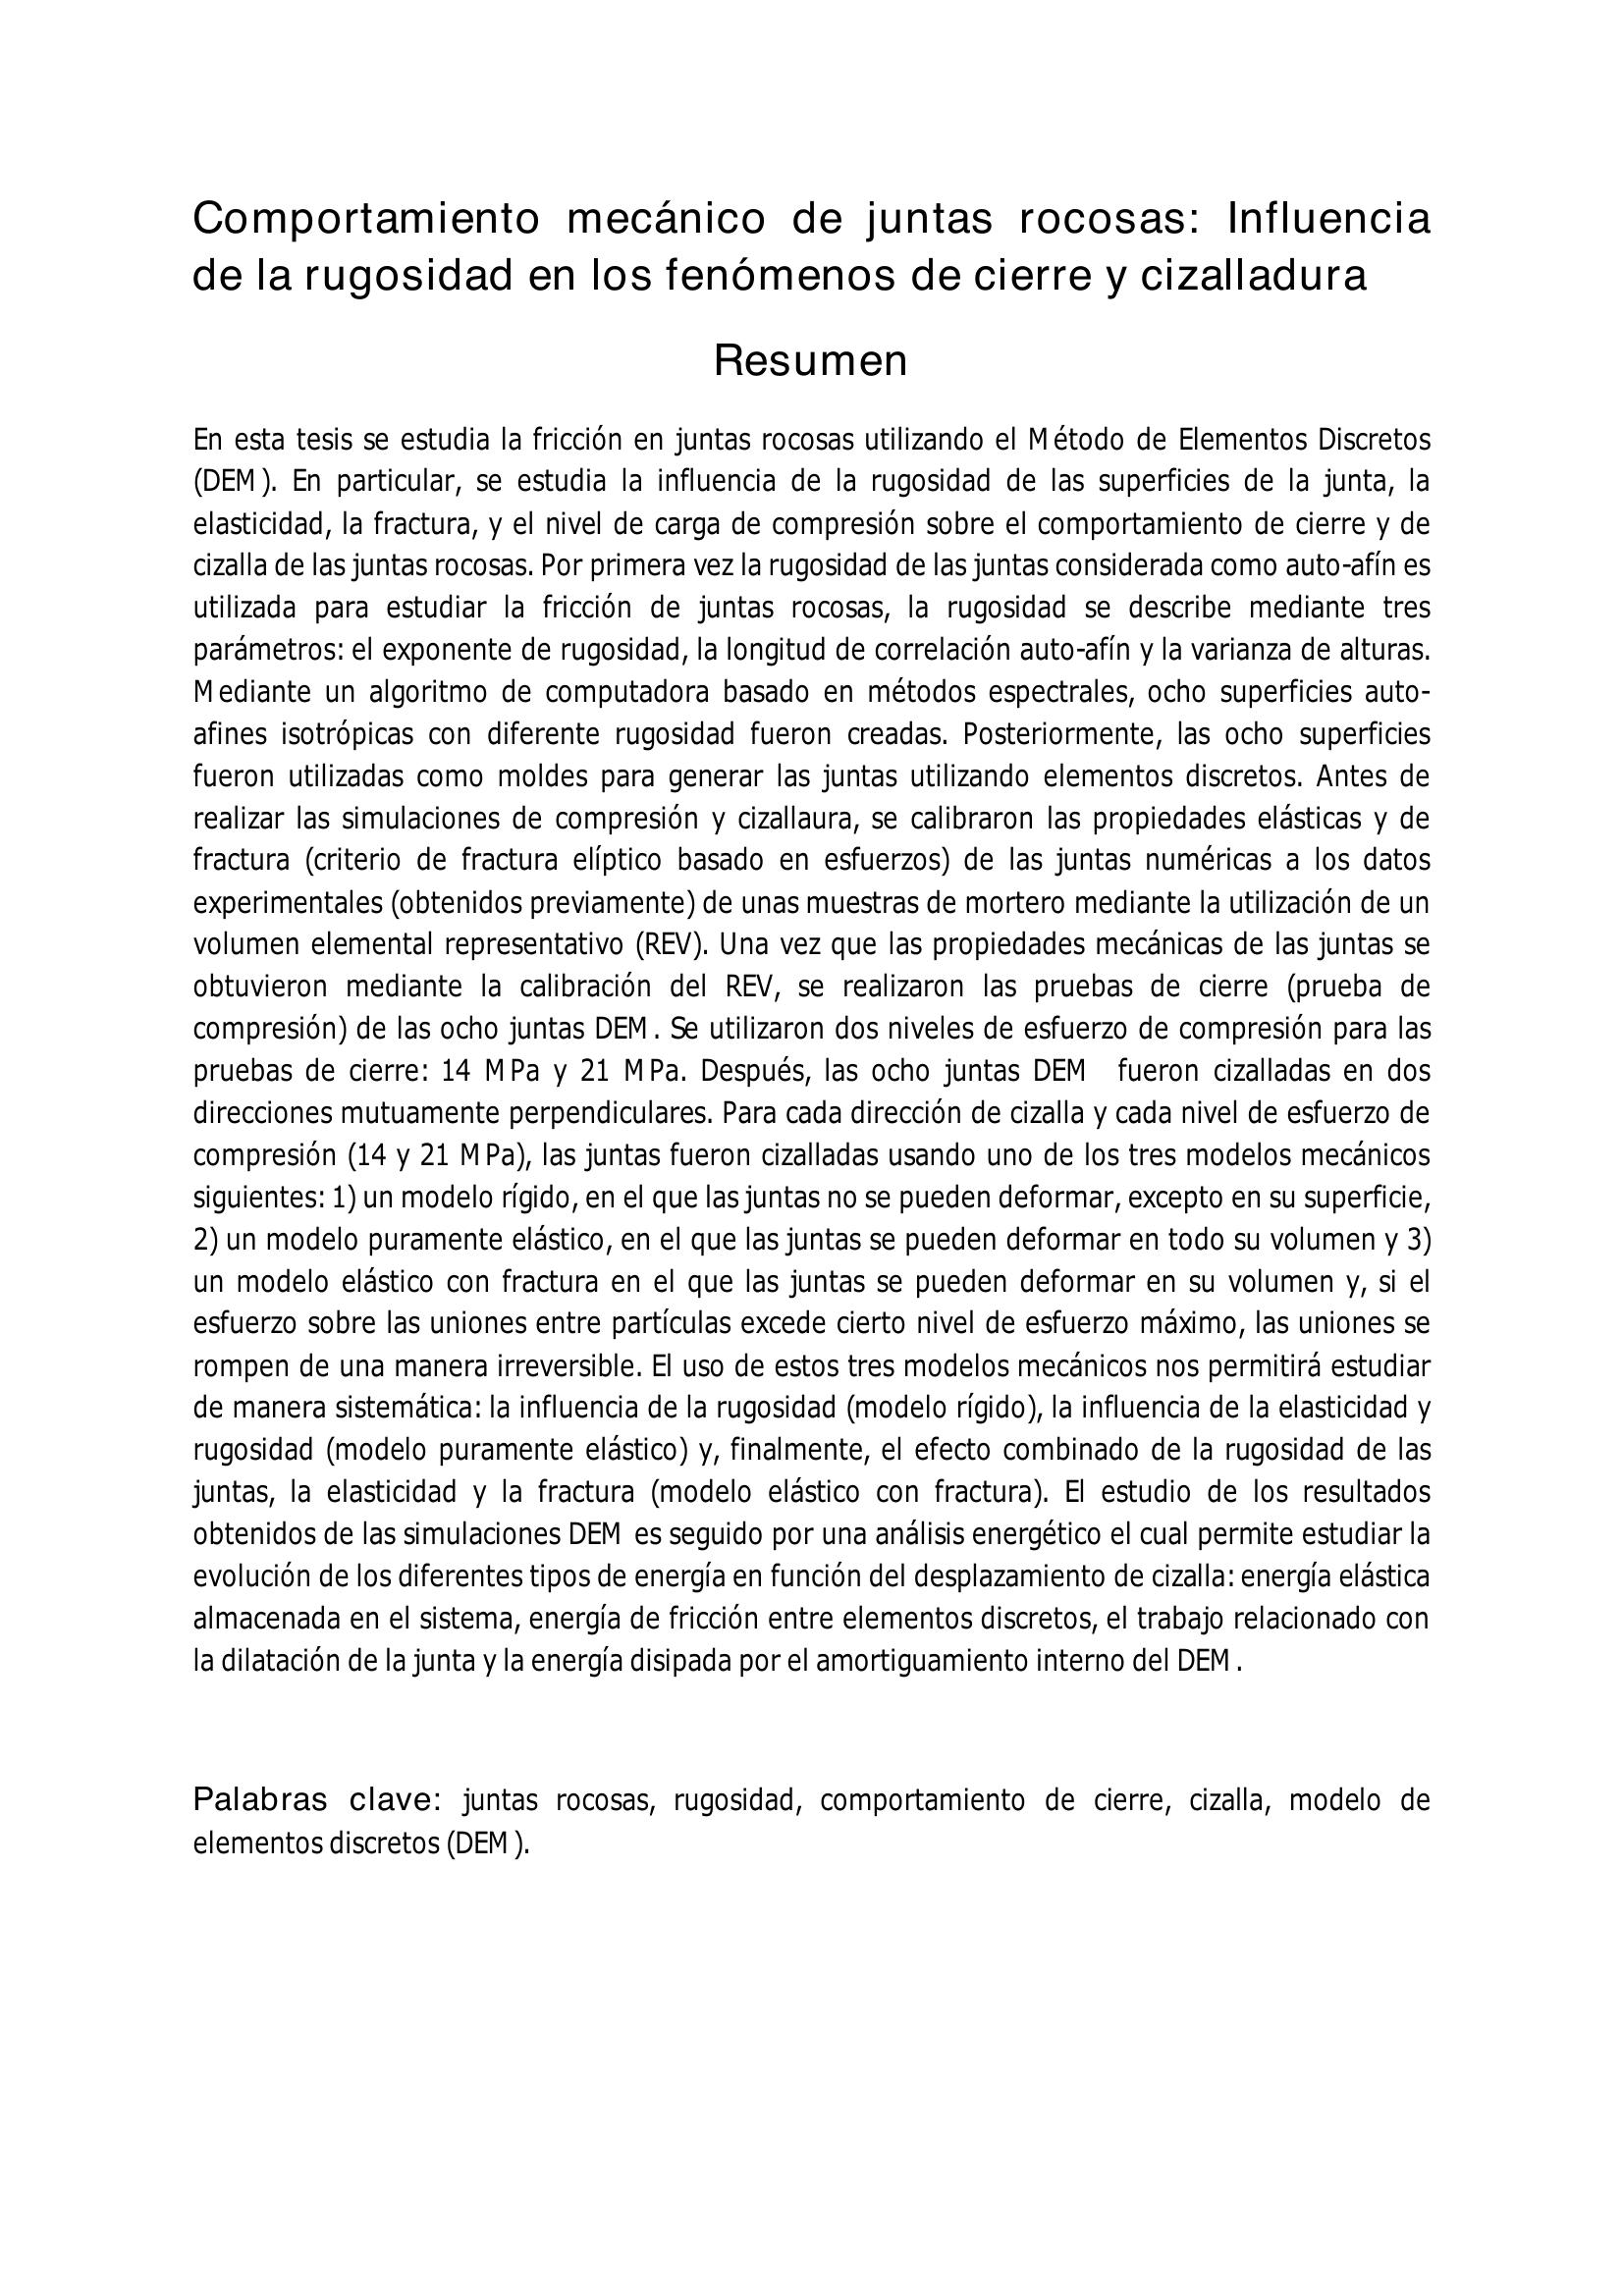 Comportamiento mecánico de juntas rocosas: Influencia
de la rugosidad en los fenómenos de cierre y cizalladura
Resumen
En esta tesis se estudia la fricción en juntas rocosas utilizando el Método de Elementos Discretos
(DEM). En particular, se estudia la influencia de la rugosidad de las superficies de la junta, la
elasticidad, la fractura, y el nivel de carga de compresión sobre el comportamiento de cierre y de
cizalla de las juntas rocosas. Por primera vez la rugosidad de las juntas considerada como auto-afín es
utilizada para estudiar la fricción de juntas rocosas, la rugosidad se describe mediante tres
parámetros: el exponente de rugosidad, la longitud de correlación auto-afín y la varianza de alturas.
Mediante un algoritmo de computadora basado en métodos espectrales, ocho superficies auto-
afines isotrópicas con diferente rugosidad fueron creadas. Posteriormente, las ocho superficies
fueron utilizadas como moldes para generar las juntas utilizando elementos discretos. Antes de
realizar las simulaciones de compresión y cizallaura, se calibraron las propiedades elásticas y de
fractura (criterio de fractura elíptico basado en esfuerzos) de las juntas numéricas a los datos
experimentales (obtenidos previamente) de unas muestras de mortero mediante la utilización de un
volumen elemental representativo (REV). Una vez que las propiedades mecánicas de las juntas se
obtuvieron mediante la calibración del REV, se realizaron las pruebas de cierre (prueba de
compresión) de las ocho juntas DEM. Se utilizaron dos niveles de esfuerzo de compresión para las
pruebas de cierre: 14 MPa y 21 MPa. Después, las ocho juntas DEM fueron cizalladas en dos
direcciones mutuamente perpendiculares. Para cada dirección de cizalla y cada nivel de esfuerzo de
compresión (14 y 21 MPa), las juntas fueron cizalladas usando uno de los tres modelos mecánicos
siguientes: 1) un modelo rígido, en el que las juntas no se pueden deformar, excepto en su superficie,
2) un modelo puramente elástico, en el que las juntas se pueden deformar en todo su volumen y 3)
un modelo elástico con fractura en el que las juntas se pueden deformar en su volumen y, si el
esfuerzo sobre las uniones entre partículas excede cierto nivel de esfuerzo máximo, las uniones se
rompen de una manera irreversible. El uso de estos tres modelos mecánicos nos permitirá estudiar
de manera sistemática: la influencia de la rugosidad (modelo rígido), la influencia de la elasticidad y
rugosidad (modelo puramente elástico) y, finalmente, el efecto combinado de la rugosidad de las
juntas, la elasticidad y la fractura (modelo elástico con fractura). El estudio de los resultados
obtenidos de las simulaciones DEM es seguido por una análisis energético el cual permite estudiar la
evolución de los diferentes tipos de energía en función del desplazamiento de cizalla: energía elástica
almacenada en el sistema, energía de fricción entre elementos discretos, el trabajo relacionado con
la dilatación de la junta y la energía disipada por el amortiguamiento interno del DEM.
Palabras clave: juntas rocosas, rugosidad, comportamiento de cierre, cizalla, modelo de
elementos discretos (DEM).